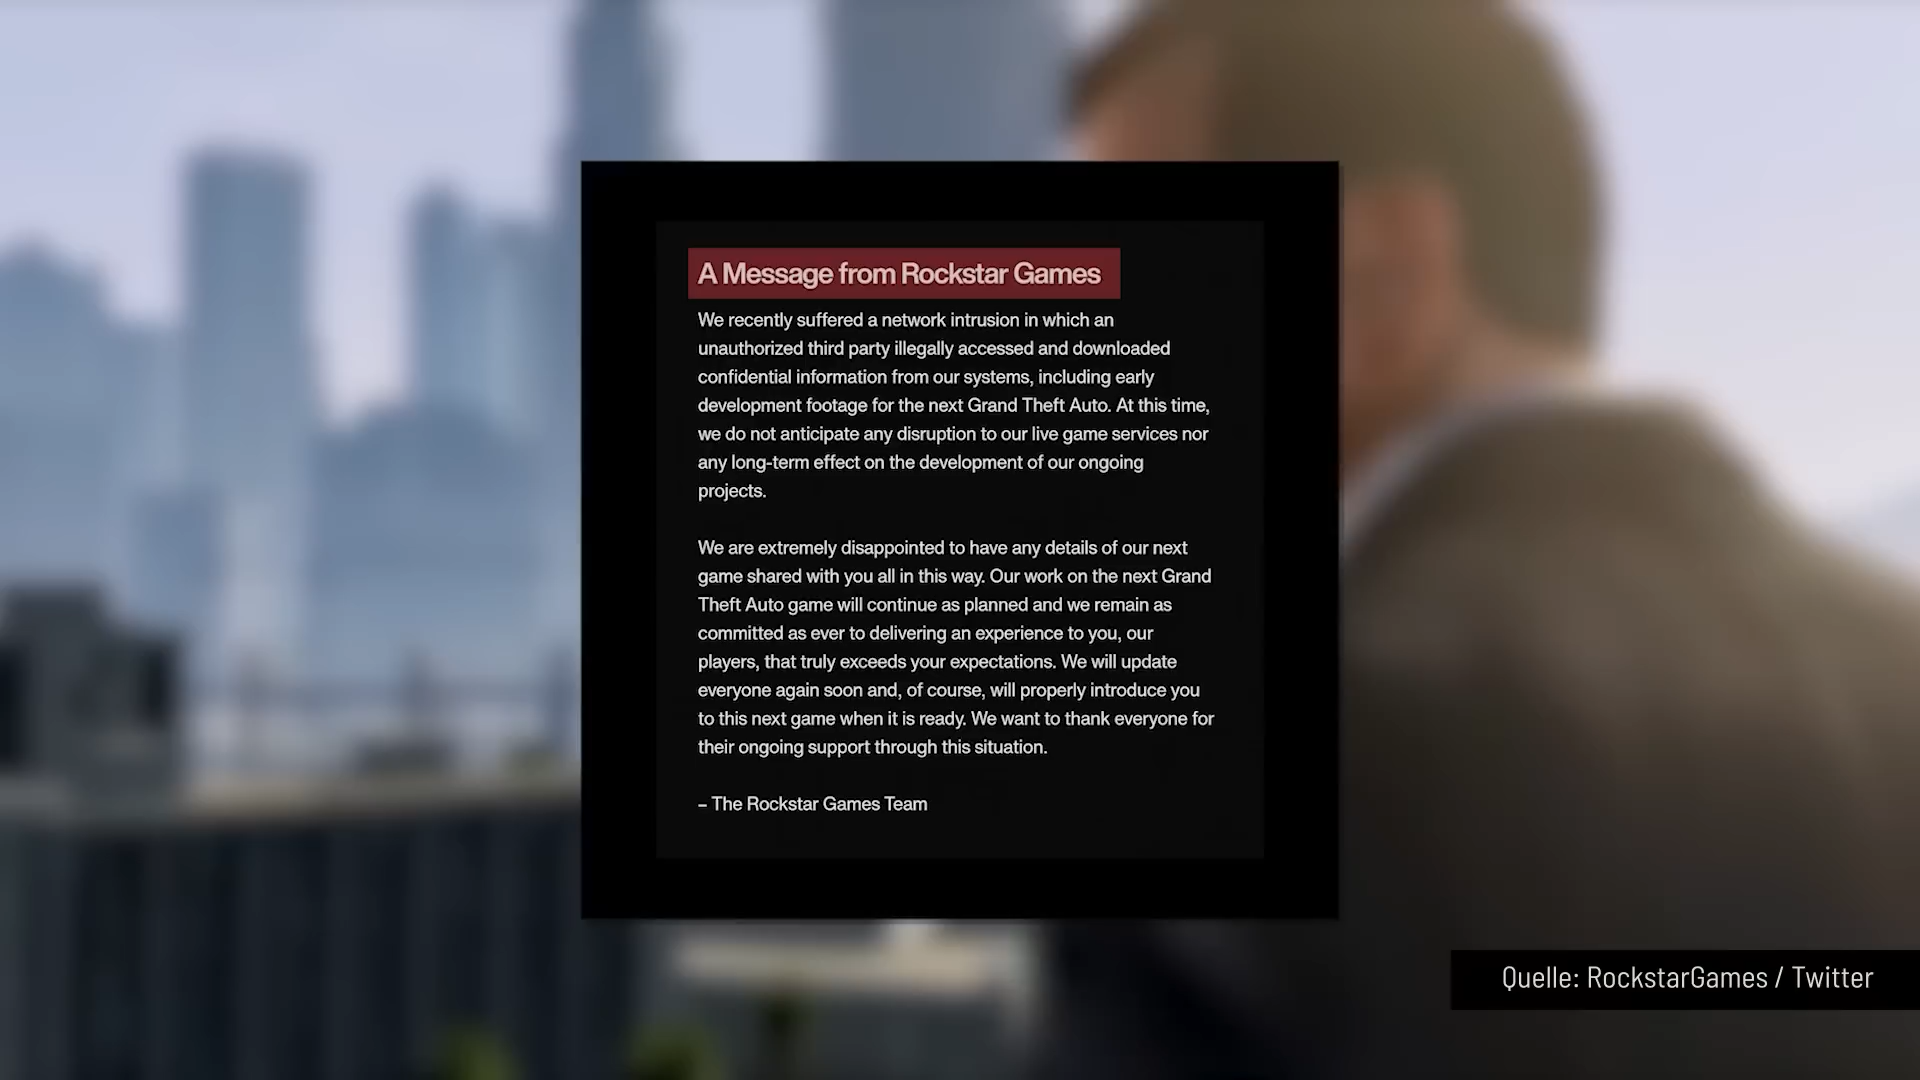 A Message from Rockstar Games
We recently suffered a network intrusion in which an
unauthorized third party illegally accessed and downloaded
confidential information from our systems, including early
development footage for the next Grand Theft Auto. At this time,
we do not anticipate any disruption to our live game services nor
any long-term effect on the development of our ongoing
projects.
We are extremely disappointed to have any details of our next
game shared with you all in this way. Our work on the next Grand
Theft Auto game will continue as planned and we remain as
committed as ever to delivering an experience to you, our
players, that truly exceeds your expectations. We will update
everyone again soon and, of course, will properly introduce you
to this next game when it is ready. We want to thank everyone for
their ongoing support through this situation.
– The Rockstar Games Team
Quelle: RockstarGames / Twitter